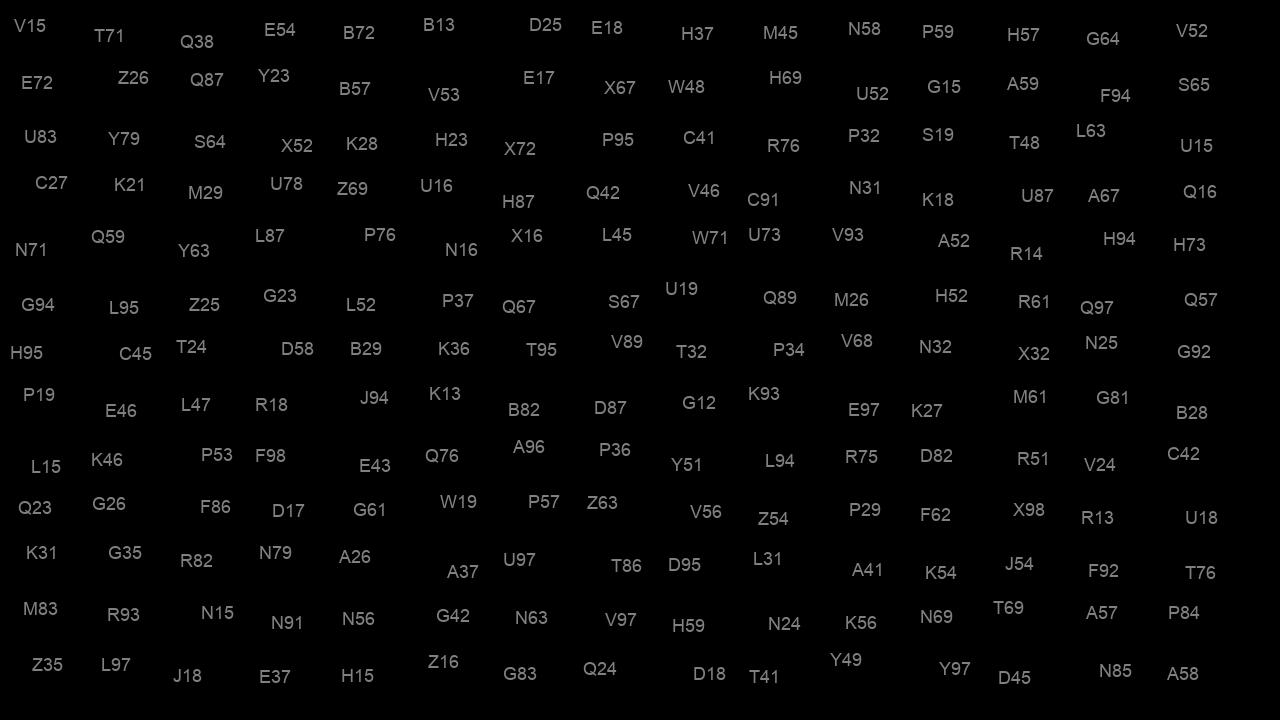 V15 T71 Q38 E54 B72 B13 D25 E18 H37 M45 N58 P59 H57 G64 V52
E72 Z26 Q87 Y23 B57 V53 E17 X67 W48 H69 U52 G15 A59 F94 S65
U83 Y79 S64 X52 K28 H23 X72 P95 C41 R76 P32 S19 T48 L63 U15
C27 K21 M29 U78 Z69 U16 H87 Q42 V46 C91 N31 K18 U87 A67 Q16
N71 Q59 Y63 L87 P76 N16 X16 L45 W71 U73 V93 A52 R14 H94 H73
G94 L95 Z25 G23 L52 P37 Q67 S67 U19 Q89 M26 H52 R61 Q97 Q57
H95 C45 T24 D58 B29 K36 T95 V89 T32 P34 V68 N32 X32 N25 G92
P19 E46 L47 R18 J94 K13 B82 D87 G12 K93 E97 K27 M61 G81 B28
L15 K46 P53 F98 E43 Q76 A96 P36 Y51 L94 R75 D82 R51 V24 C42
Q23 G26 F86 D17 G61 W19 P57 Z63 V56 Z54 P29 F62 X98 R13 U18
K31 G35 R82 N79 A26 A37 U97 T86 D95 L31 A41 K54 J54 F92 T76
M83 R93 N15 N91 N56 G42 N63 V97 H59 N24 K56 N69 T69 A57 P84
Z35 L97 J18 E37 H15 Z16 G83 Q24 D18 T41 Y49 Y97 D45 N85 A58